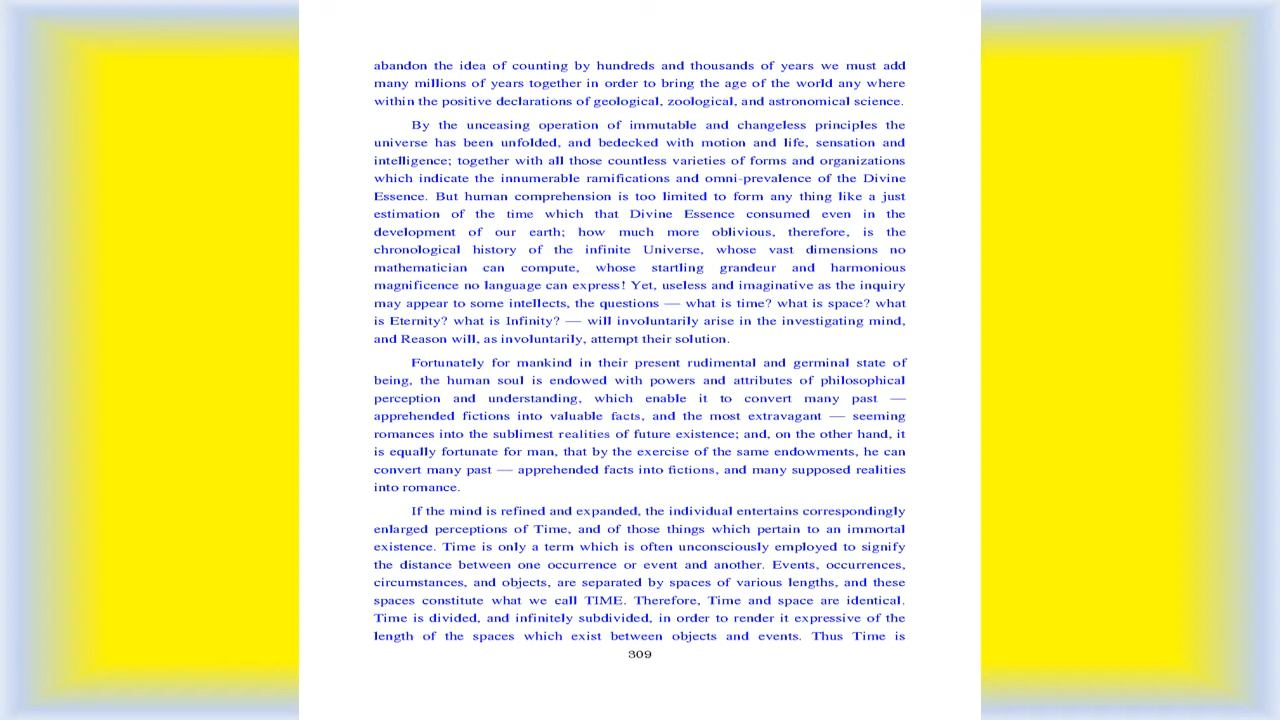 abandon the idea of counting by hundreds and thousands of years we must add
many millions of years together in order to bring the age of the world any where
within the positive declarations of geological, zoological, and astronomical science.
By the unceasing operation of immutable and changeless principles the
universe has been unfolded, and bedecked with motion and life, sensation and
intelligence; together with all those countless varieties of forms and organizations
which indicate the innumerable ramifications and omni-prevalence of the Divine
Essence. But human comprehension is too limited to form any thing like a just
estimation of the time which that Divine Essence consumed even in the
development of our earth; how much more oblivious, therefore, is the
chronological history of the infinite Universe, whose vast dimensions no
mathematician can compute, whose startling grandeur and harmonious
magnificence no language can express! Yet, useless and imaginative as the inquiry
may appear to some intellects, the questions — what is time? what is space? what
is Eternity? what is Infinity? — will involuntarily arise in the investigating mind,
and Reason will, as involuntarily, attempt their solution.
Fortunately for mankind in their present rudimental and germinal state of
being, the human soul is endowed with powers and attributes of philosophical
perception and understanding, which enable it to convert many past —
apprehended fictions into valuable facts, and the most extravagant — seeming
romances into the sublimest realities of future existence; and, on the other hand, it
is equally fortunate for man, that by the exercise of the same endowments, he can
convert many past — apprehended facts into fictions, and many supposed realities
into romance.
If the mind is refined and expanded, the individual entertains correspondingly
enlarged perceptions of Time, and of those things which pertain to an immortal
existence. Time is only a term which is often unconsciously employed to signify
the distance between one occurrence or event and another. Events, occurrences,
circumstances, and objects, are separated by spaces of various lengths, and these
spaces constitute what we call TIME. Therefore, Time and space are identical.
Time is divided, and infinitely subdivided, in order to render it expressive of the
length of the spaces which exist between objects and events. Thus Time is
309